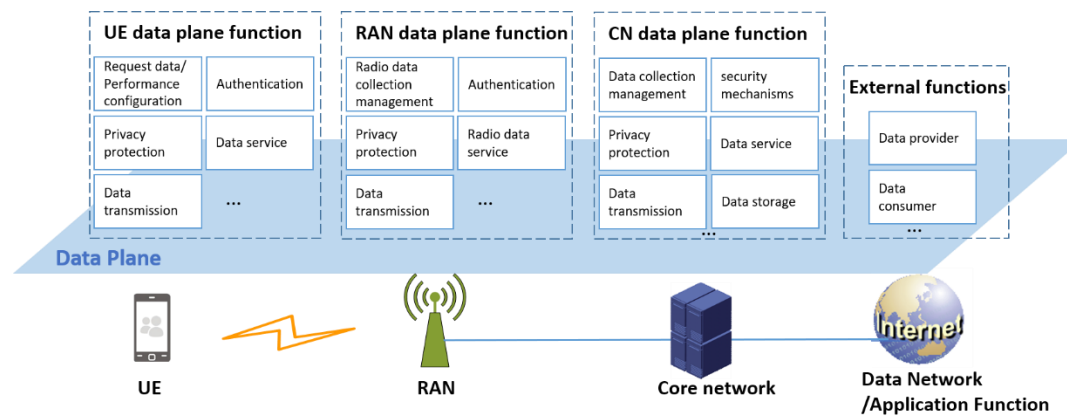 UE data plane function
Request data/
Performance
configuration
Authentication
Privacy
protection
Data service
Data
transmission
...
RAN data plane function
Radio data
collection
management
Authentication
Privacy
protection
Radio data
service
Data
transmission
...
CN data plane function
Data collection
management
security
mechanisms
Privacy
protection
Data service
Data
transmission
Data storage
...
External functions
Data provider
Data
consumer
...
Data Plane
Internet
UE
RAN
Core network
Data Network
/Application Function